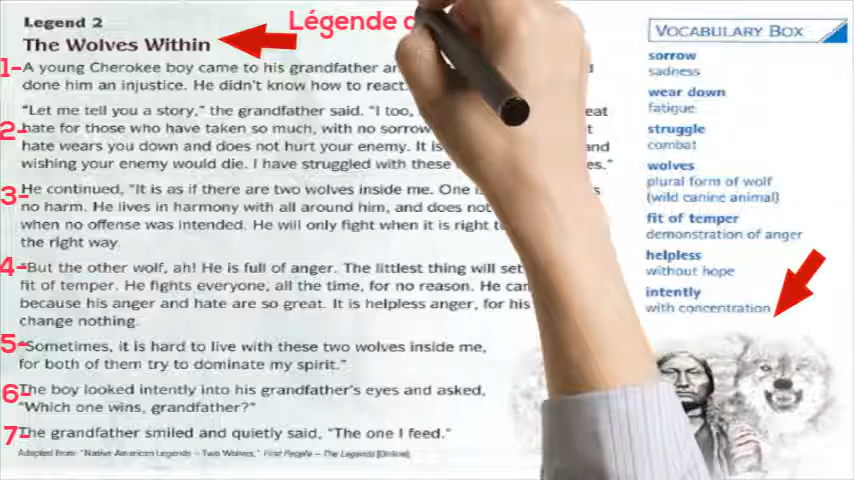 Legend 2
Légende
The Wolves Within
1- A young Cherokee boy came to his grandfather
done him an injustice. He didn't know how to react.
"Let me tell you a story," the grandfather said. "I too,
2- hate for those who have taken so much, with no sorrow
hate wears you down and does not hurt your enemy. It is and
wishing your enemy would die. I have struggled with these
3- He continued, "It is as if there are two wolves inside me. One
no harm. He lives in harmony with all around him, and does not
when no offense was intended. He will only fight when it is right
the right way.
4- "But the other wolf, ah! He is full of anger. The littlest thing will set
fit of temper. He fights everyone, all the time, for no reason. He
because his anger and hate are so great. It is helpless anger, for his
change nothing.
5- "Sometimes, it is hard to live with these two wolves inside me,
for both of them try to dominate my spirit."
6- The boy looked intently into his grandfather's eyes and asked,
"Which one wins, grandfather?"
7- The grandfather smiled and quietly said, "The one I feed."
Adapted from: "Native American Legends – Two Wolves," First People – The Legends [Online].
VOCABULARY BOX
sorrow
sadness
wear down
fatigue
struggle
combat
wolves
plural form of wolf
(wild canine animal)
fit of temper
demonstration of anger
helpless
without hope
intently
with concentration